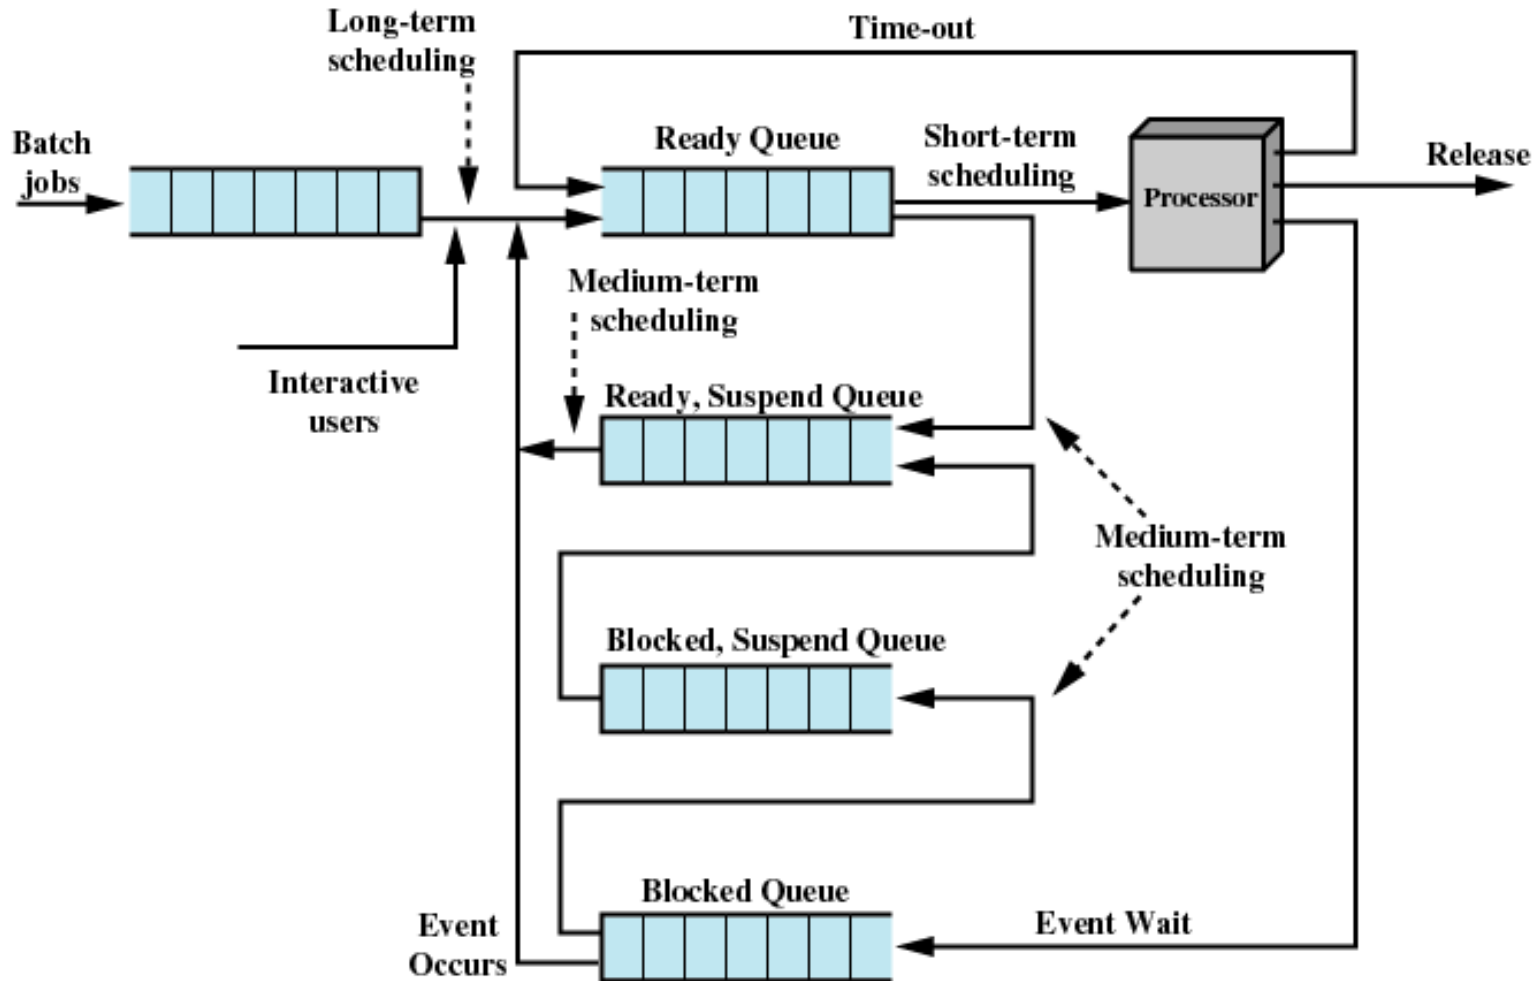 Long-term
scheduling
Time-out
Batch
jobs
Ready Queue
Short-term
scheduling
Processor
Release
Medium-term
scheduling
Interactive
users
Ready, Suspend Queue
Medium-term
scheduling
Blocked, Suspend Queue
Blocked Queue
Event
Occurs
Event Wait